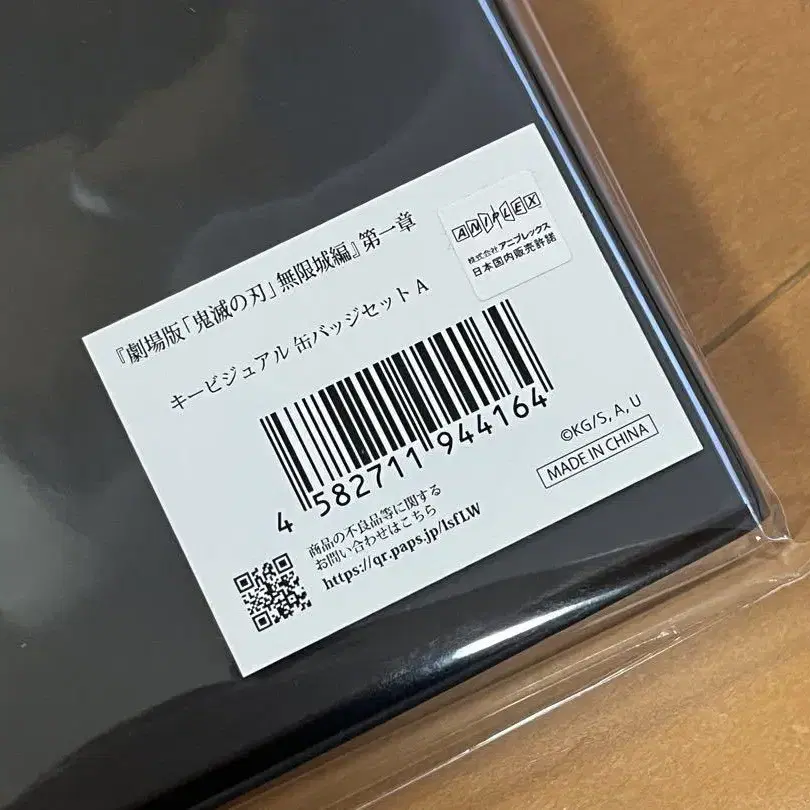 『劇場版「鬼滅の刃」無限城編』第一章
キービジュアル 缶バッジセット A
ANIPLEX
株式会社アニプレックス
日本国内販売許諾
4 582711 944164
©KG/S, A, U
MADE IN CHINA
商品の不良品等に関する
お問い合わせはこちら
https://qr.paps.jp/lsfLW